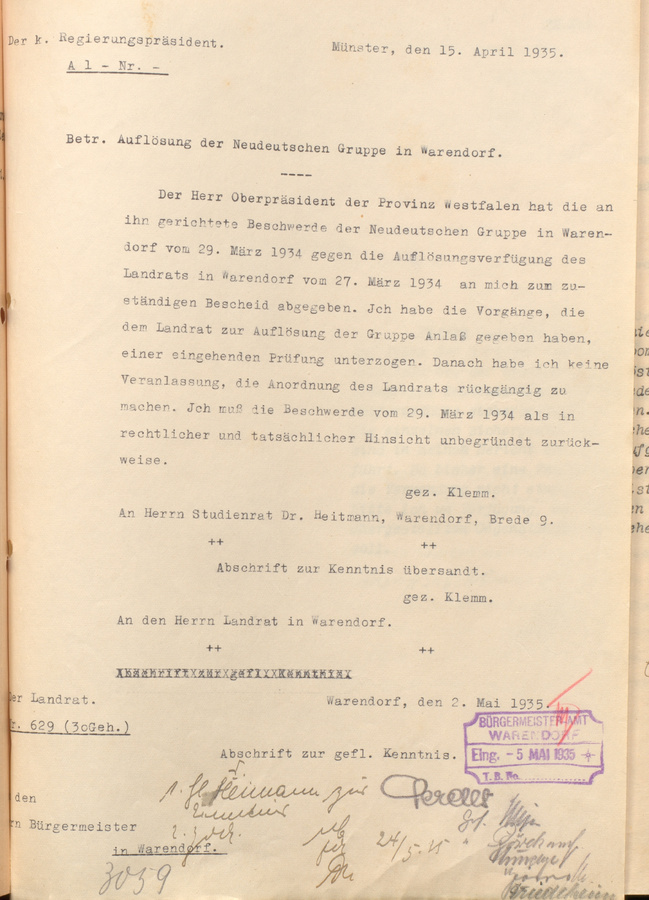 Der k. Regierungspräsident.
Münster, den 15. April 1935.
A 1 - Nr. -
Betr. Auflösung der Neudeutschen Gruppe in Warendorf.
----
Der Herr Oberpräsident der Provinz Westfalen hat die an
ihn gerichtete Beschwerde der Neudeutschen Gruppe in Waren-
dorf vom 29. März 1934 gegen die Auflösungsverfügung des
Landrats in Warendorf vom 27. März 1934 an mich zum zu-
ständigen Bescheid abgegeben. Jch habe die Vorgänge, die
dem Landrat zur Auflösung der Gruppe Anlaß gegeben haben,
einer eingehenden Prüfung unterzogen. Danach habe ich keine
Veranlassung, die Anordnung des Landrats rückgängig zu
machen. Jch muß die Beschwerde vom 29. März 1934 als in
rechtlicher und tatsächlicher Hinsicht unbegründet zurück-
weise.
gez. Klemm.
An Herrn Studienrat Dr. Heitmann, Warendorf, Brede 9.
++ ++
Abschrift zur Kenntnis übersandt.
gez. Klemm.
An den Herrn Landrat in Warendorf.
++ ++
AbschriftXzurXgeflXKenntnisX
er Landrat.
Warendorf, den 2. Mai 1935.
r. 629 (3cGeh.)
BÜRGERMEISTERAMT
WARENDORF
Eing. - 5 MAI 1935
T. B. No.
Abschrift zur gefl. Kenntnis.
1. H. Heimann zur
den
n Bürgermeister
in Warendorf.
24/5. 35
3059